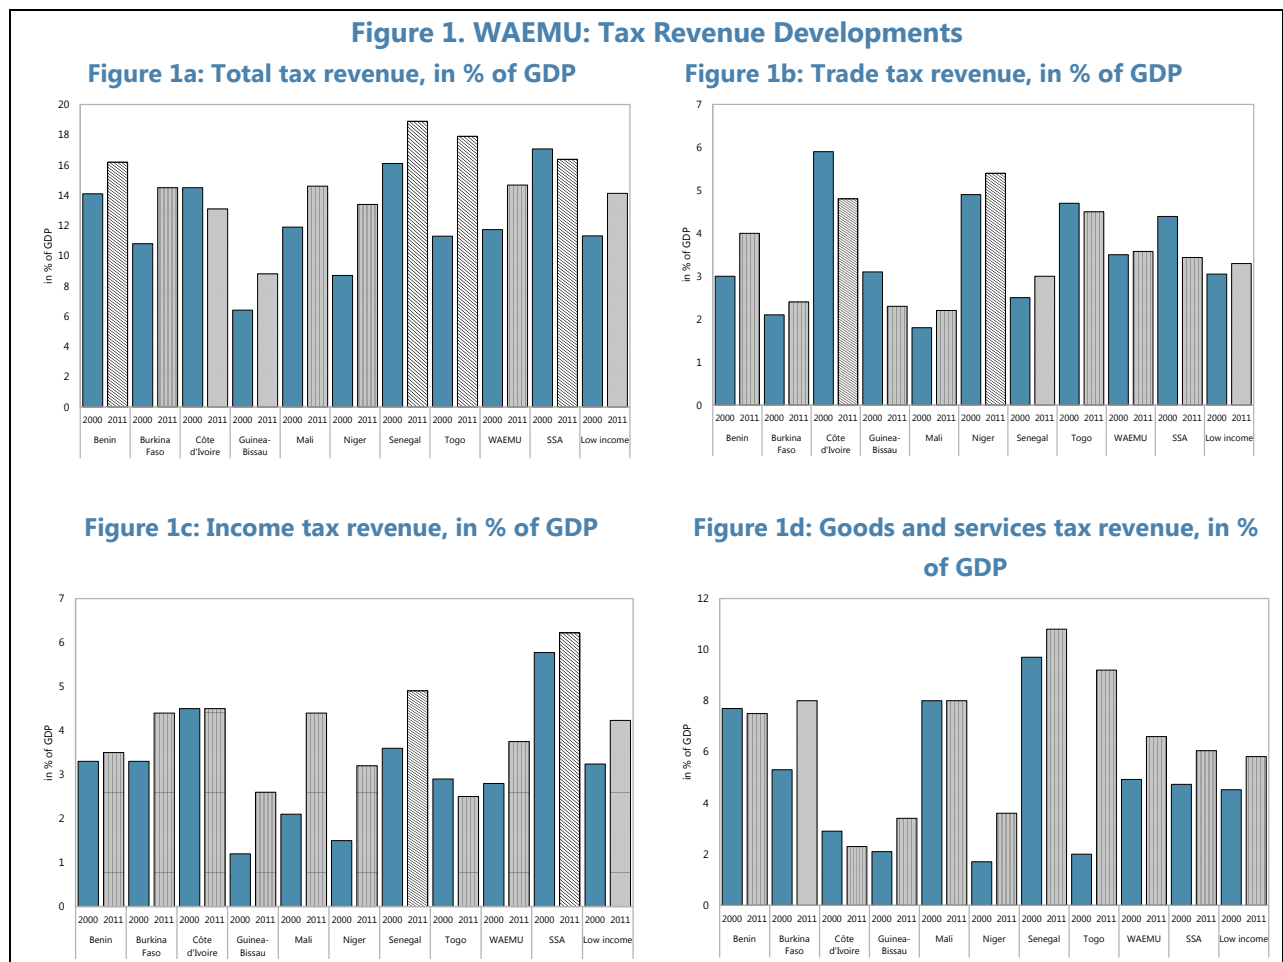 Figure 1. WAEMU: Tax Revenue Developments
Figure 1a: Total tax revenue, in % of GDP
20
18
16
14
12
10
8
6
4
2
0
in % of GDP
2000 2011 2000 2011 2000 2011 2000 2011 2000 2011 2000 2011 2000 2011 2000 2011 2000 2011 2000 2011 2000 2011
Benin Burkina Côte Guinea- Mali Niger Senegal Togo WAEMU SSA Low income
Faso d'Ivoire Bissau
Figure 1b: Trade tax revenue, in % of GDP
7
6
5
4
3
2
1
0
in % of GDP
2000 2011 2000 2011 2000 2011 2000 2011 2000 2011 2000 2011 2000 2011 2000 2011 2000 2011 2000 2011 2000 2011
Benin Burkina Côte Guinea- Mali Niger Senegal Togo WAEMU SSA Low income
Faso d'Ivoire Bissau
Figure 1c: Income tax revenue, in % of GDP
7
6
5
4
3
2
1
0
in % of GDP
2000 2011 2000 2011 2000 2011 2000 2011 2000 2011 2000 2011 2000 2011 2000 2011 2000 2011 2000 2011 2000 2011
Benin Burkina Côte Guinea- Mali Niger Senegal Togo WAEMU SSA Low income
Faso d'Ivoire Bissau
Figure 1d: Goods and services tax revenue, in %
of GDP
12
10
8
6
4
2
0
in % of GDP
2000 2011 2000 2011 2000 2011 2000 2011 2000 2011 2000 2011 2000 2011 2000 2011 2000 2011 2000 2011 2000 2011
Benin Burkina Côte Guinea- Mali Niger Senegal Togo WAEMU SSA Low income
Faso d'Ivoire Bissau